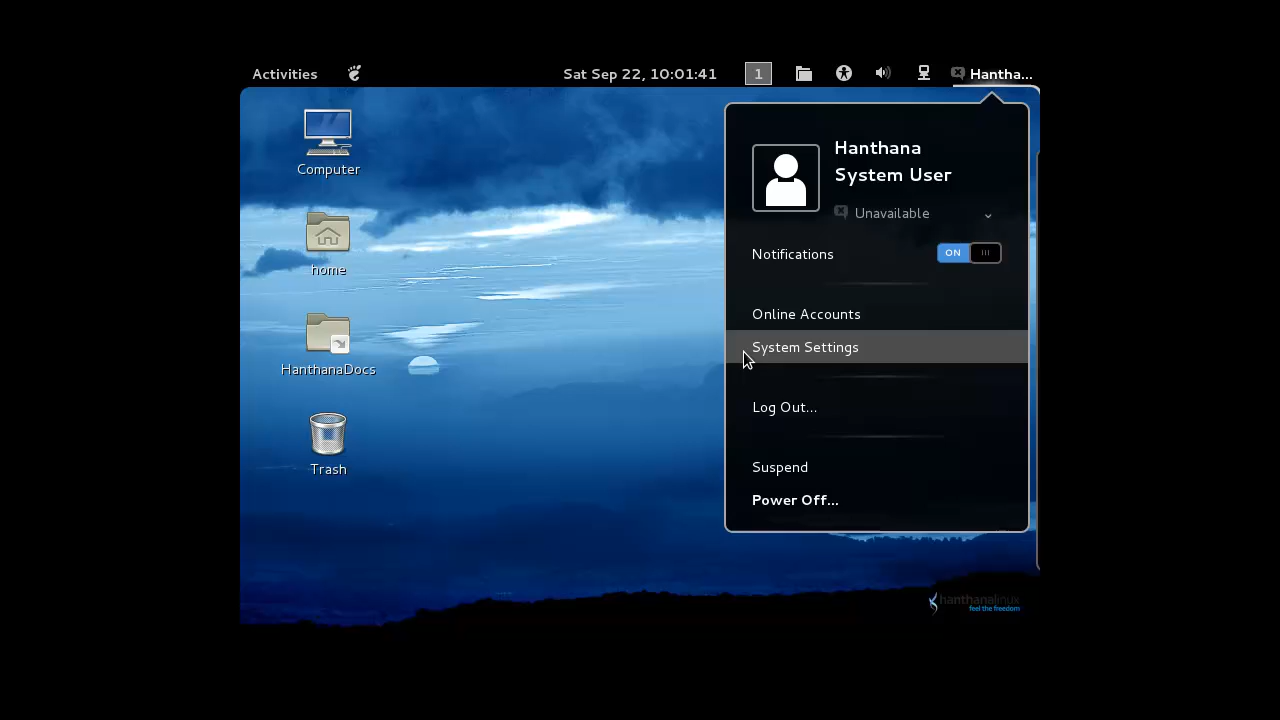 Activities
Sat Sep 22, 10:01:41
1
Hantha...
Computer
home
HanthanaDocs
Trash
Hanthana
System User
Unavailable
Notifications
ON
Online Accounts
System Settings
Log Out...
Suspend
Power Off...
hanthanalinux
feel the freedom